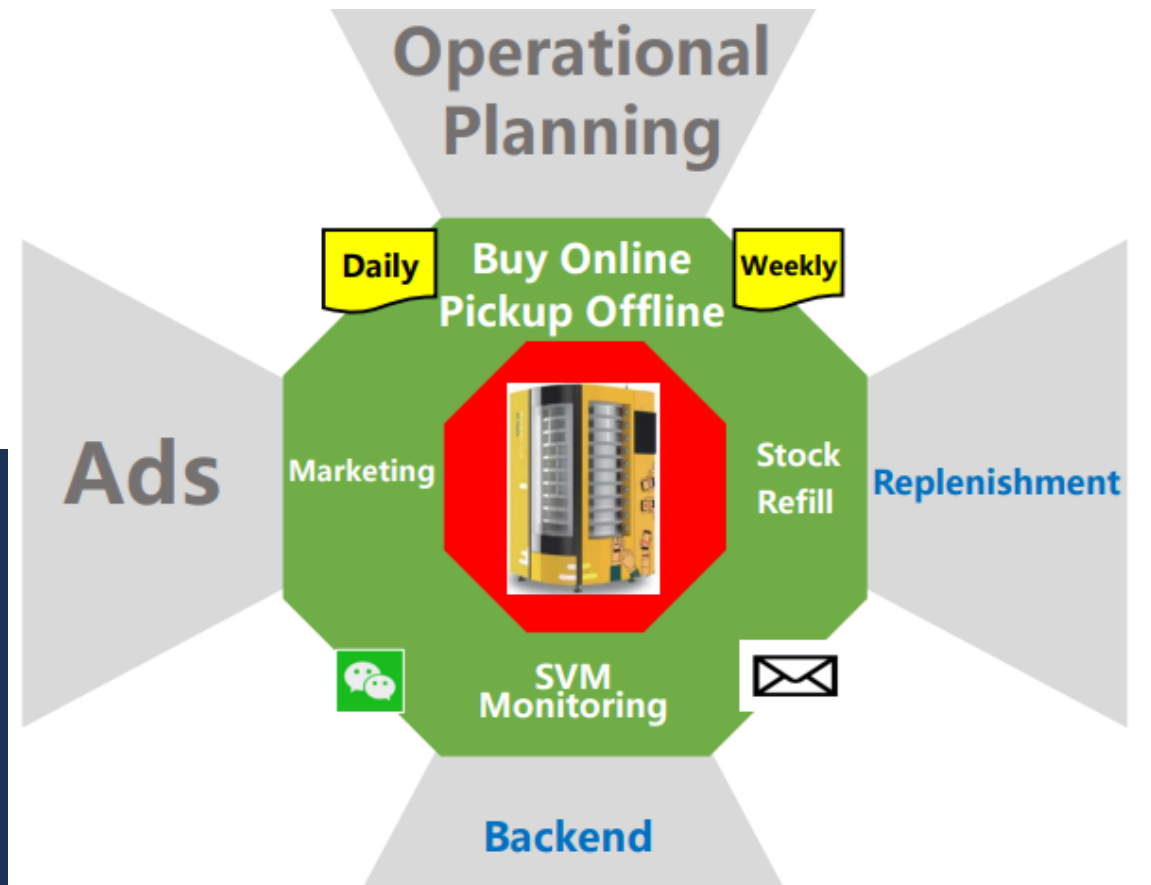 Operational
Planning
Daily
Buy Online
Pickup Offline
Weekly
Ads
Marketing
Stock
Refill
Replenishment
SVM
Monitoring
Backend